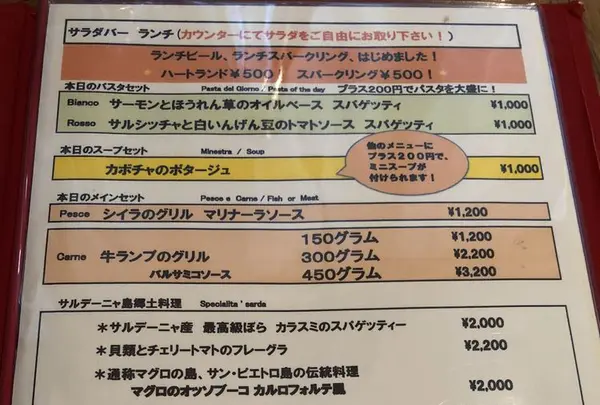 サラダバー ランチ(カウンターにてサラダをご自由にお取り下さい!)
ランチビール、ランチスパークリング、はじめました!
ハートランド¥500! スパークリング¥500!
本日のパスタセット Pasta del Giorno / Pasta of the day プラス200円でパスタを大盛に!
Bianco サーモンとほうれん草のオイルベース スパゲッティ ¥1,000
Rosso サルシッチャと白いんげん豆のトマトソース スパゲッティ ¥1,000
本日のスープセット Minestra / Soup
他のメニューに
プラス200円で、
ミニスープが
付けられます!
カボチャのポタージュ ¥1,000
本日のメインセット Pesce e Carne / Fish or Meat
Pesce シイラのグリル マリナーラソース ¥1,200
150グラム ¥1,200
Carne 牛ランプのグリル 300グラム ¥2,200
バルサミコソース 450グラム ¥3,200
サルデーニャ島郷土料理 Specialita'sarda
*サルデーニャ産 最高級ぼら カラスミのスパゲッティー ¥2,000
*貝類とチェリートマトのフレーグラ ¥2,200
*通称マグロの島、サン・ピエトロ島の伝統料理
マグロのオッソブーコ カルロフォルテ風 ¥2,000